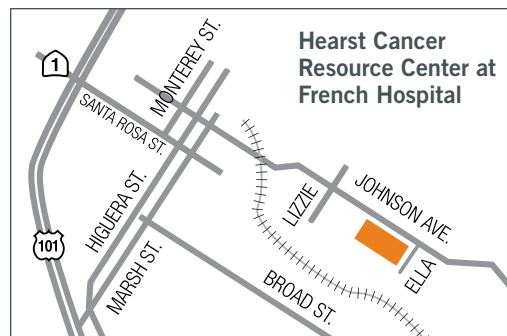 Hearst Cancer
Resource Center at
French Hospital
1
MONTEREY ST.
SANTA ROSA ST.
HIGUERA ST.
MARSH ST.
101
BROAD ST.
LIZZIE
JOHNSON AVE.
ELLA